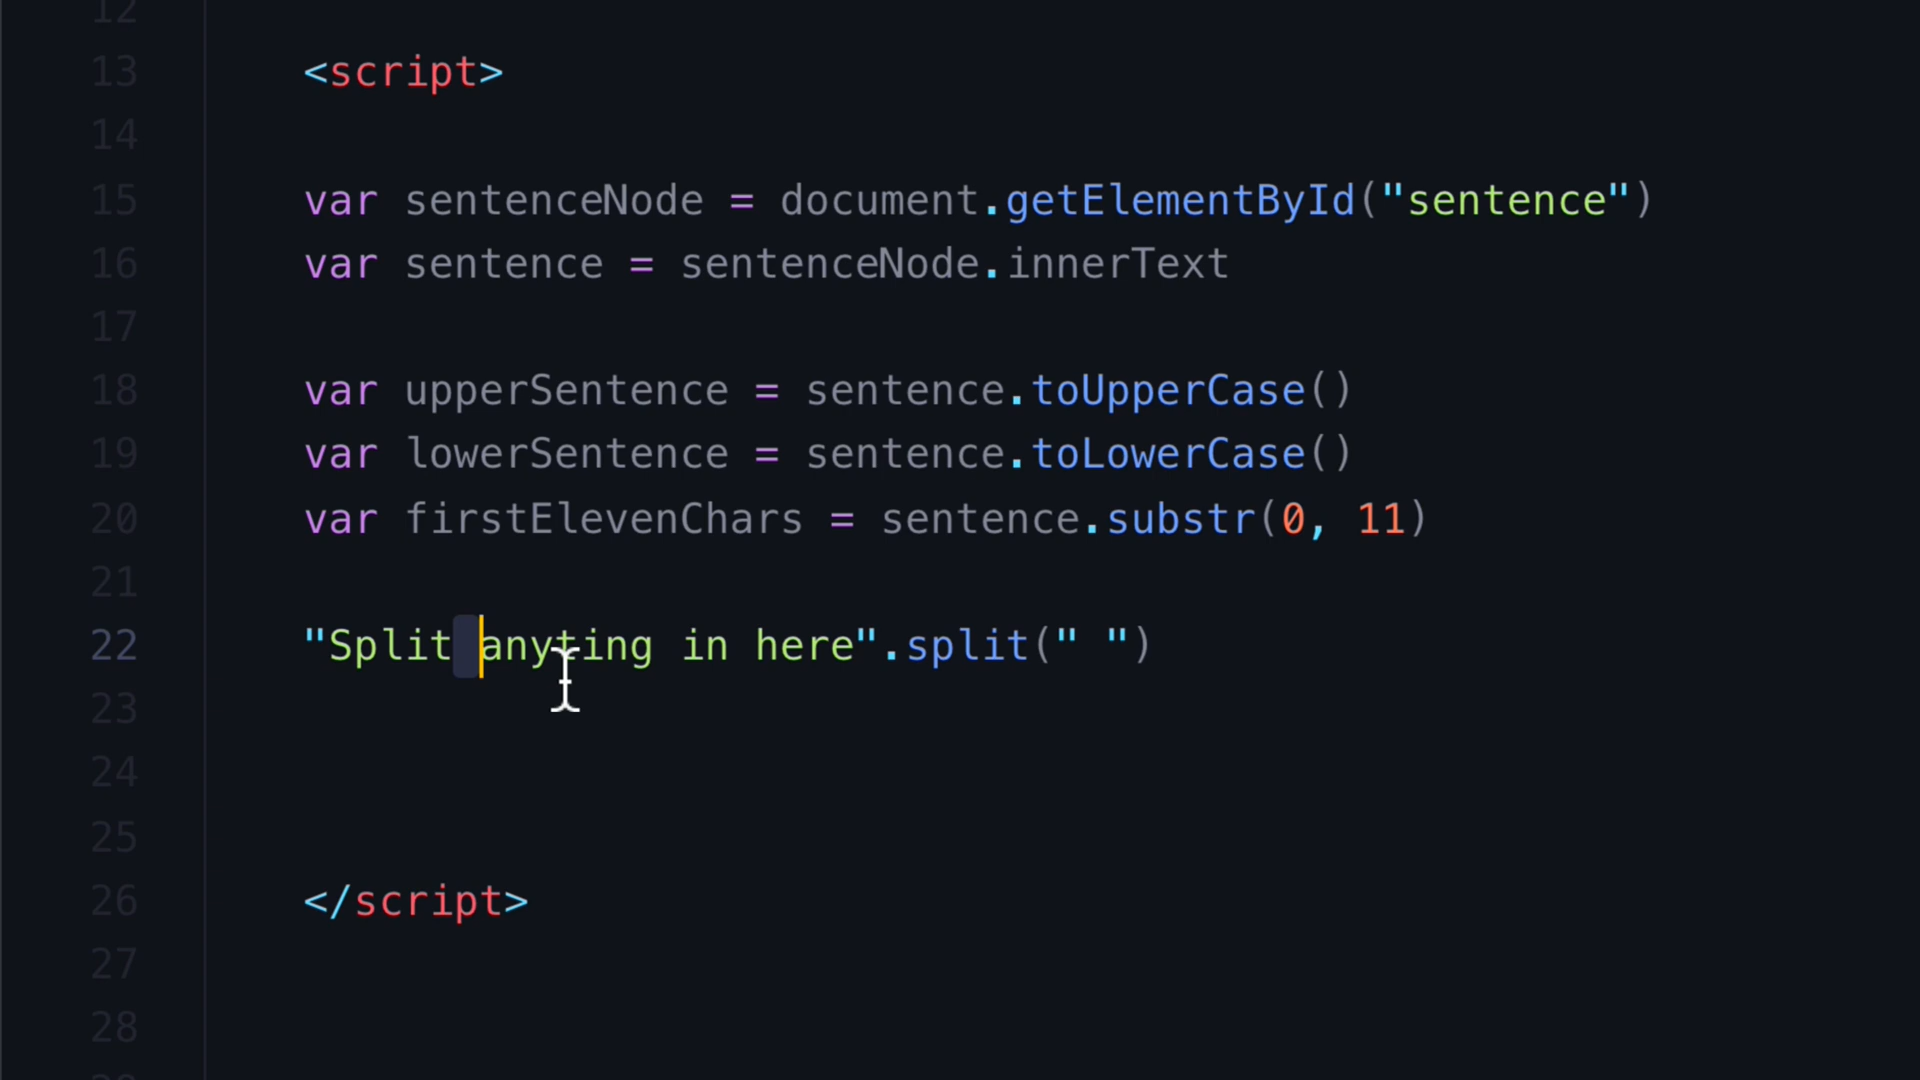 12
13 <script>
14
15 var sentenceNode = document.getElementById("sentence")
16 var sentence = sentenceNode.innerText
17
18 var upperSentence = sentence.toUpperCase()
19 var lowerSentence = sentence.toLowerCase()
20 var firstElevenChars = sentence.substr(0, 11)
21
22 "Split anyting in here".split(" ")
23
24
25
26 </script>
27
28